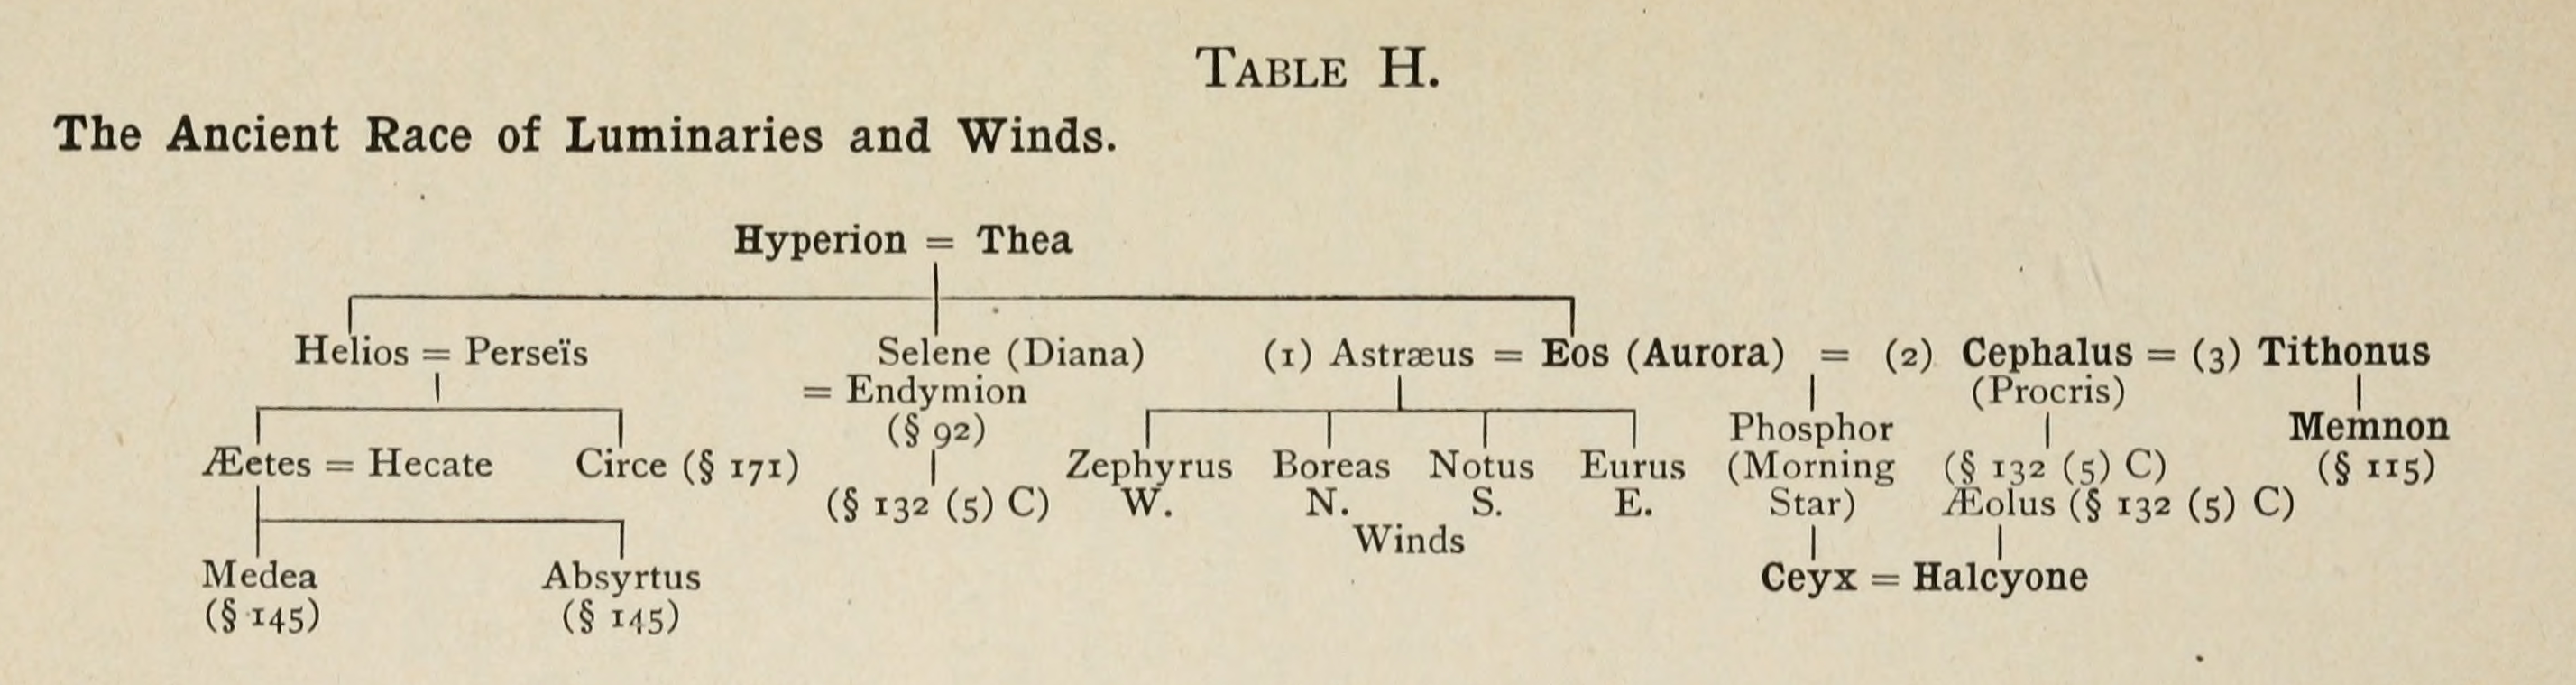 TABLE H.
The Ancient Race of Luminaries and Winds.
Hyperion = Thea
Helios = Perseïs Selene (Diana) (1) Astræus = Eos (Aurora) = (2) Cephalus = (3) Tithonus
= Endymion (Procris)
(§ 92) Phosphor Memnon
Æetes = Hecate Circe (§ 171) Zephyrus Boreas Notus Eurus (Morning (§ 132 (5) C) (§ 115)
(§ 132 (5) C) W. N. S. E. Star) Æolus (§ 132 (5) C)
Winds
Medea Absyrtus Ceyx = Halcyone
(§ 145) (§ 145)